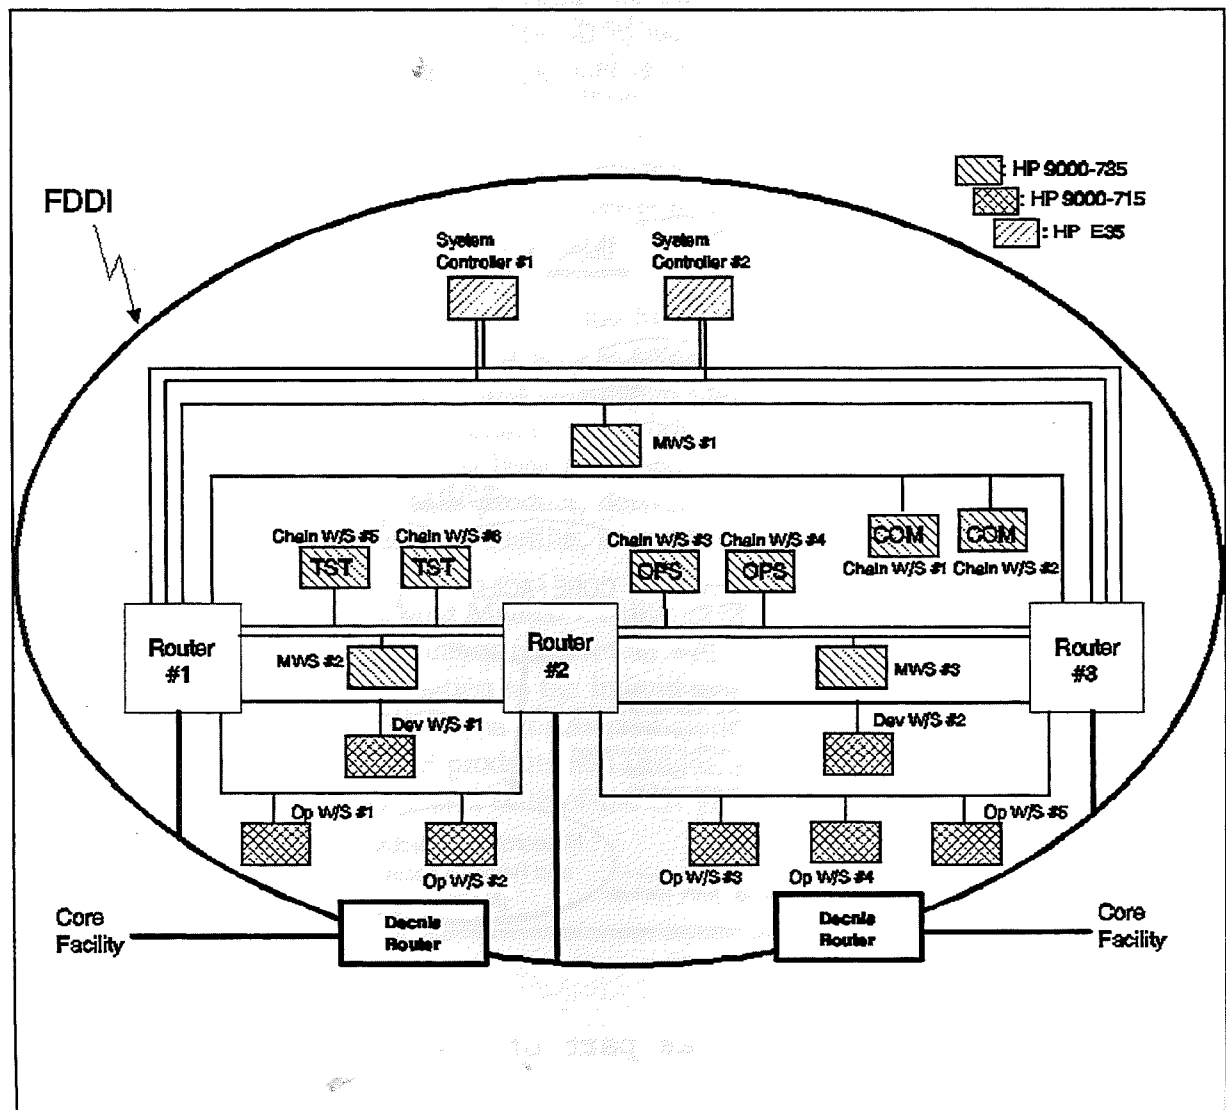 : HP 9000-735
: HP 9000-715
: HP E35
FDDI
System
Controller #1
System
Controller #2
MWS #1
Chain W/S #5
Chain W/S #6
Chain W/S #3
Chain W/S #4
TST
TST
OPS
OPS
COM
COM
Chain W/S #1
Chain W/S #2
Router
#1
Router
#2
Router
#3
MWS #2
MWS #3
Dev W/S #1
Dev W/S #2
Op W/S #1
Op W/S #2
Op W/S #3
Op W/S #4
Op W/S #5
Core
Facility
Decnis
Router
Decnis
Router
Core
Facility
as part of